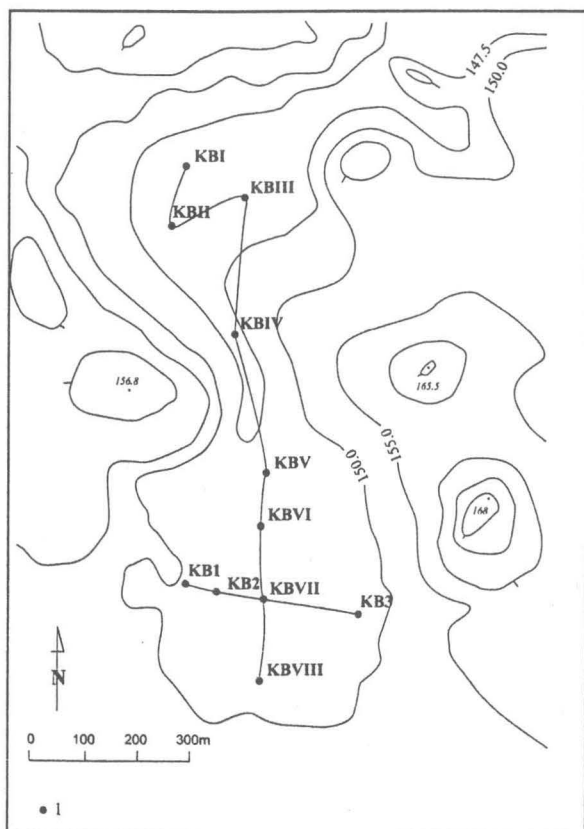 147.5
150.0
KBI
KBII
KBIII
KBIV
156.8
165.5
150.0
155.0
KBV
168
KBVI
KB1
KB2
KBVII
KB3
KBVIII
N
0 100 200 300m
1